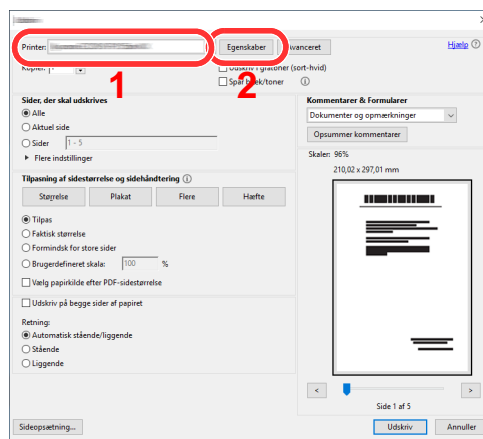 Printer:
Egenskaber
Avanceret
Hjælp
Kopier: 1
Udskriv i gråtoner (sort-hvid)
1
2
Spar blæk/toner
Sider, der skal udskrives
Alle
Aktuel side
Sider 1 - 5
Flere indstillinger
Kommentarer & Formularer
Dokumenter og opmærkninger
Opsummer kommentarer
Skaler: 96%
210,02 x 297,01 mm
Tilpasning af sidestørrelse og sidehåndtering
Størrelse Plakat Flere Hæfte
Tilpas
Faktisk størrelse
Formindsk for store sider
Brugerdefineret skala: 100 %
Vælg papirkilde efter PDF-sidestørrelse
Udskriv på begge sider af papiret
Retning:
Automatisk stående/liggende
Stående
Liggende
< >
Side 1 af 5
Sideopsætning...
Udskriv
Annuller